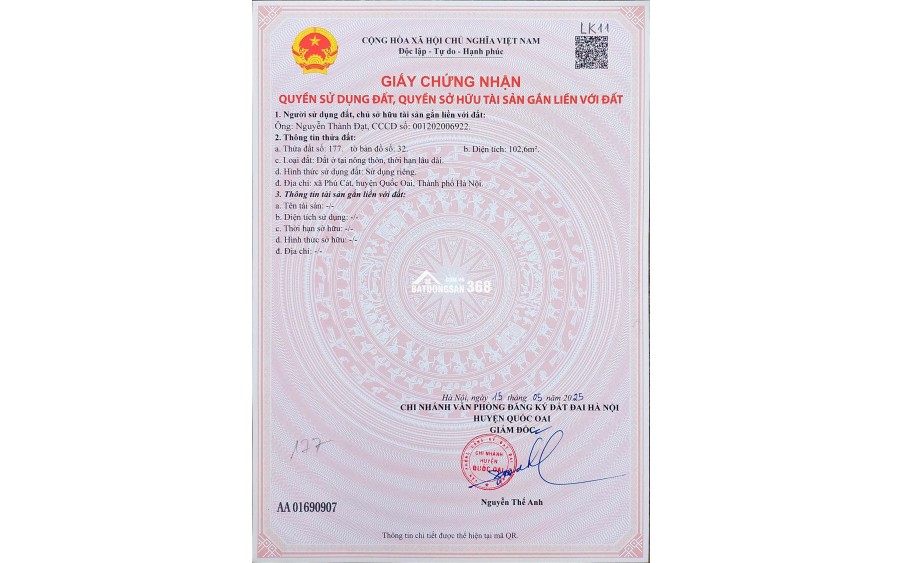 LK11
CỘNG HÒA XÃ HỘI CHỦ NGHĨA VIỆT NAM
Độc lập - Tự do - Hạnh phúc
GIẤY CHỨNG NHẬN
QUYỀN SỬ DỤNG ĐẤT, QUYỀN SỞ HỮU TÀI SẢN GẮN LIỀN VỚI ĐẤT
1. Người sử dụng đất, chủ sở hữu tài sản gắn liền với đất:
Ông: Nguyễn Thành Đạt, CCCD số: 001202006922.
2. Thông tin thửa đất:
a. Thửa đất số: 177. tờ bản đồ số: 32. b. Diện tích: 102,6m².
c. Loại đất: Đất ở tại nông thôn, thời hạn lâu dài.
d. Hình thức sử dụng đất: Sử dụng riêng.
đ. Địa chỉ: xã Phú Cát, huyện Quốc Oai, Thành phố Hà Nội.
3. Thông tin tài sản gắn liền với đất:
a. Tên tài sản: -/-
b. Diện tích sử dụng: -/-
c. Thời hạn sở hữu: -/-
d. Hình thức sở hữu: -/-
đ. Địa chỉ: -/-
BATDONGSAN 368
Hà Nội, ngày 15 tháng 05 năm 2025
CHI NHÁNH VĂN PHÒNG ĐĂNG KÝ ĐẤT ĐAI HÀ NỘI
HUYỆN QUỐC OAI
GIÁM ĐỐC
CHI NHÁNH
HUYỆN
QUỐC OAI
177
Nguyễn Thế Anh
AA 01690907
Thông tin chi tiết được thể hiện tại mã QR.